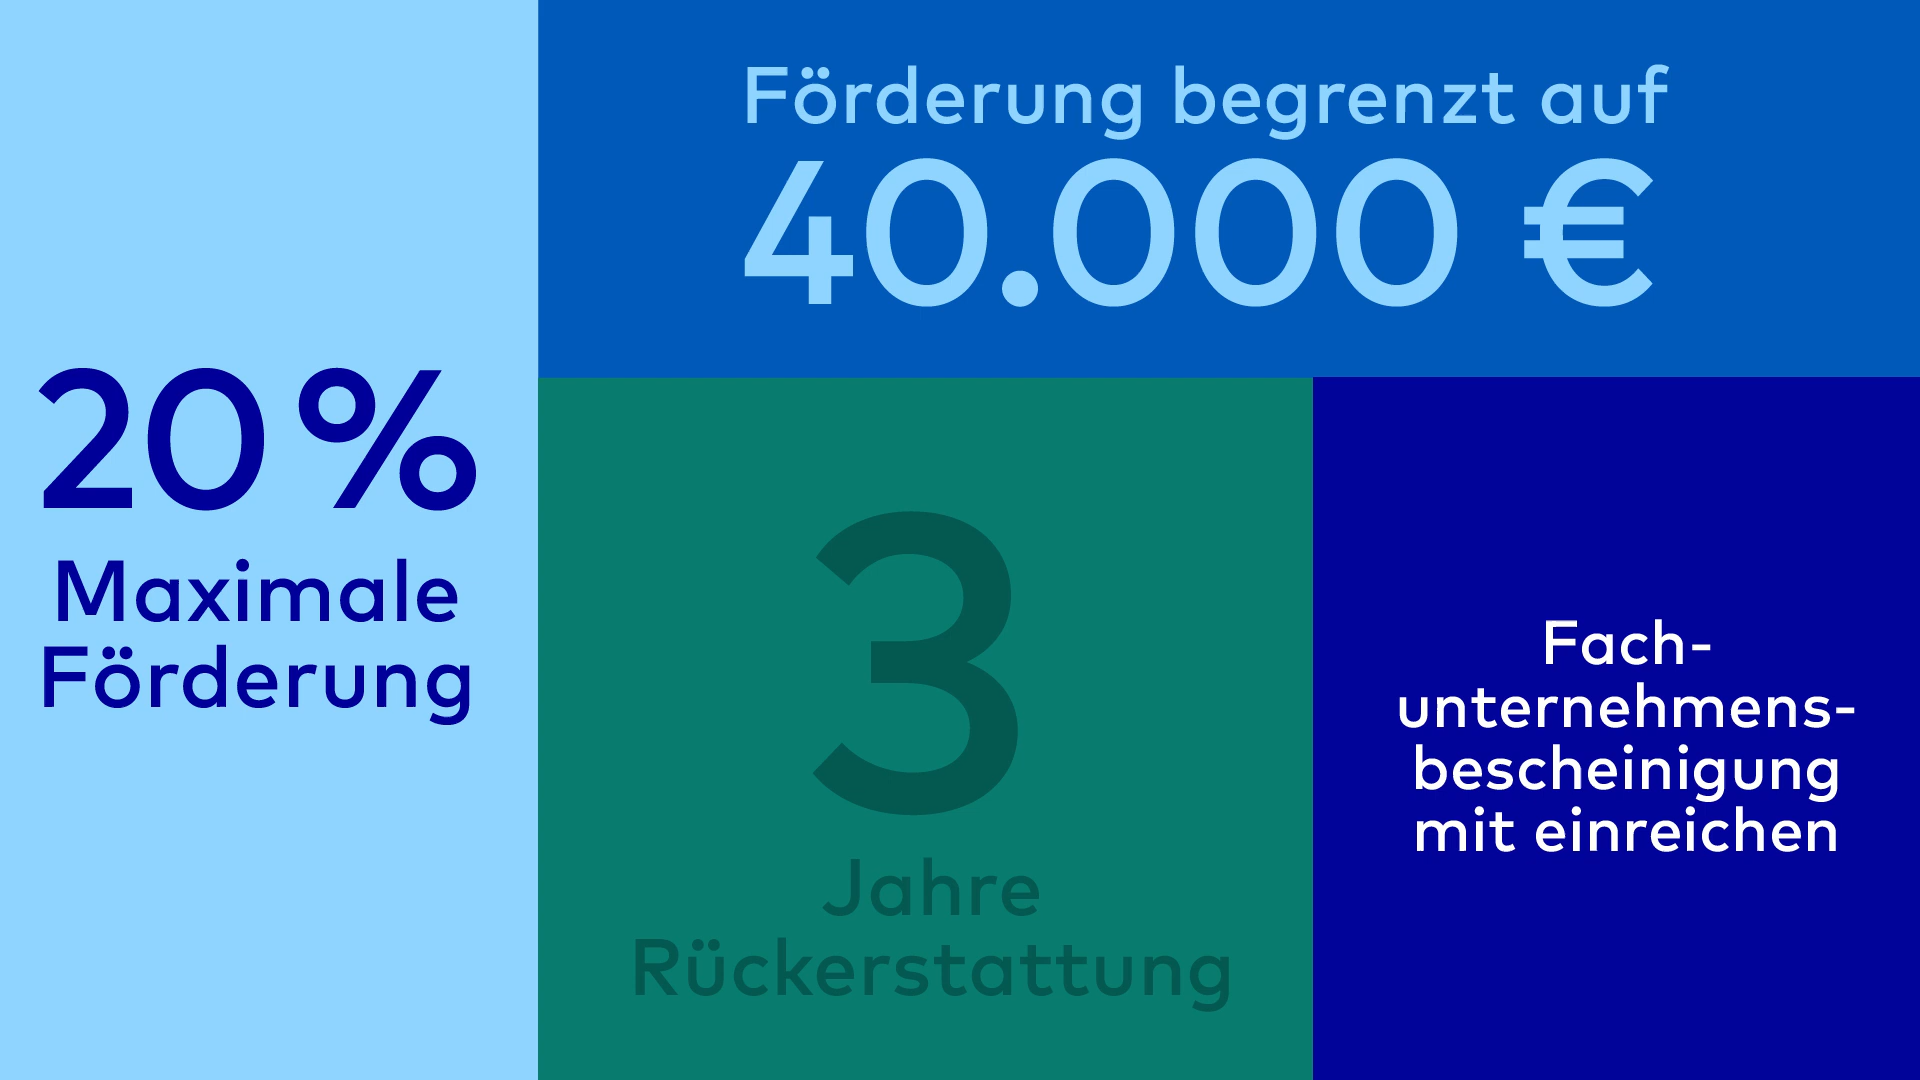 20 %
Maximale
Förderung
Förderung begrenzt auf
40.000 €
3
Jahre
Rückerstattung
Fach-
unternehmens-
bescheinigung
mit einreichen